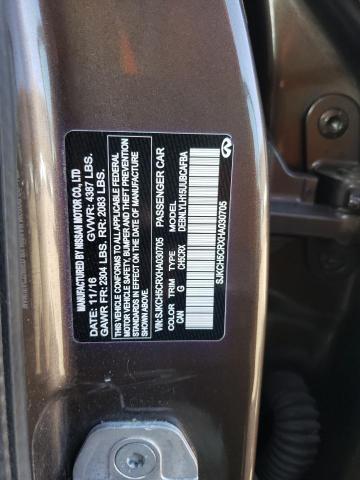 MANUFACTURED BY NISSAN MOTOR CO., LTD
DATE: 11/16 GVWR: 4387 LBS.
GAWR FR: 2304 LBS. RR: 2083 LBS.
THIS VEHICLE CONFORMS TO ALL APPLICABLE FEDERAL
MOTOR VEHICLE SAFETY, BUMPER AND THEFT PREVENTION
STANDARDS IN EFFECT ON THE DATE OF MANUFACTURE
SHOWN ABOVE.
VIN: SJKCH5CRXHA030705 PASSENGER CAR
COLOR TRIM TYPE MODEL
CAN G CH5CRX DEBNLLYH15UUBCAFBA
SJKCH5CRXHA030705